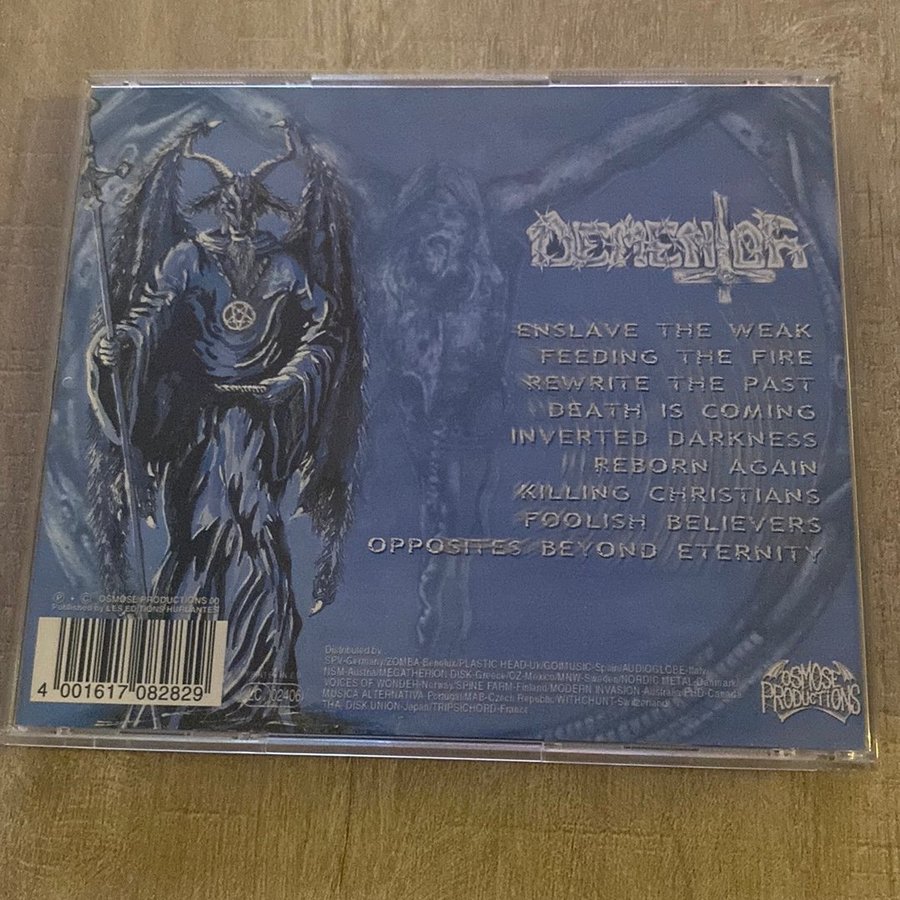 DEMENTOR
ENSLAVE THE WEAK
FEEDING THE FIRE
REWRITE THE PAST
DEATH IS COMING
INVERTED DARKNESS
REBORN AGAIN
KILLING CHRISTIANS
FOOLISH BELIEVERS
OPPOSITES BEYOND ETERNITY
℗ + © OSMOSE PRODUCTIONS 00
Published by LES EDITIONS HURLANTES
4 001617 082829
LC 02406
Distributed by
SPV-Germany/ZOMBA-Benelux/PLASTIC HEAD-Uk/GOIMUSIC-Spain/AUDIOGLOBE-Italy
NSM-Austria/MEGATHERION DISK-Greece/CZ-Mexico/MNW-Sweden/NORDIC METAL-Danmark
VOICES OF WONDER-Norway/SPINE FARM-Finland/MODERN INVASION-Australia/PHD-Canada
MUSICA ALTERNATIVA-Portugal/MAB-Czech Republic/WITCHUNT-Switzerland
THA DISK UNION-Japan/TRIPSICHORD-France
OSMOSE
PRODUCTIONS